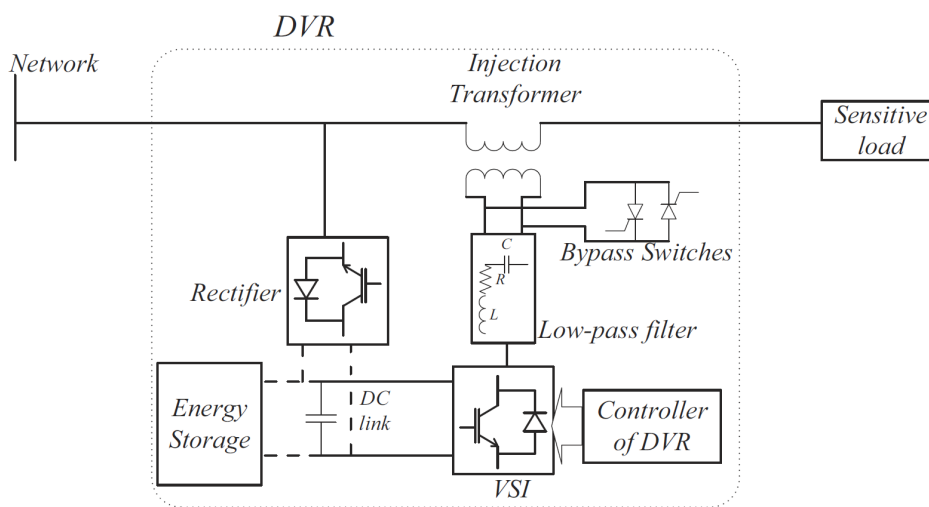 DVR
Network
Injection
Transformer
Sensitive
load
C
R
L
Bypass Switches
Rectifier
Low-pass filter
Energy
Storage
DC
link
Controller
of DVR
VSI